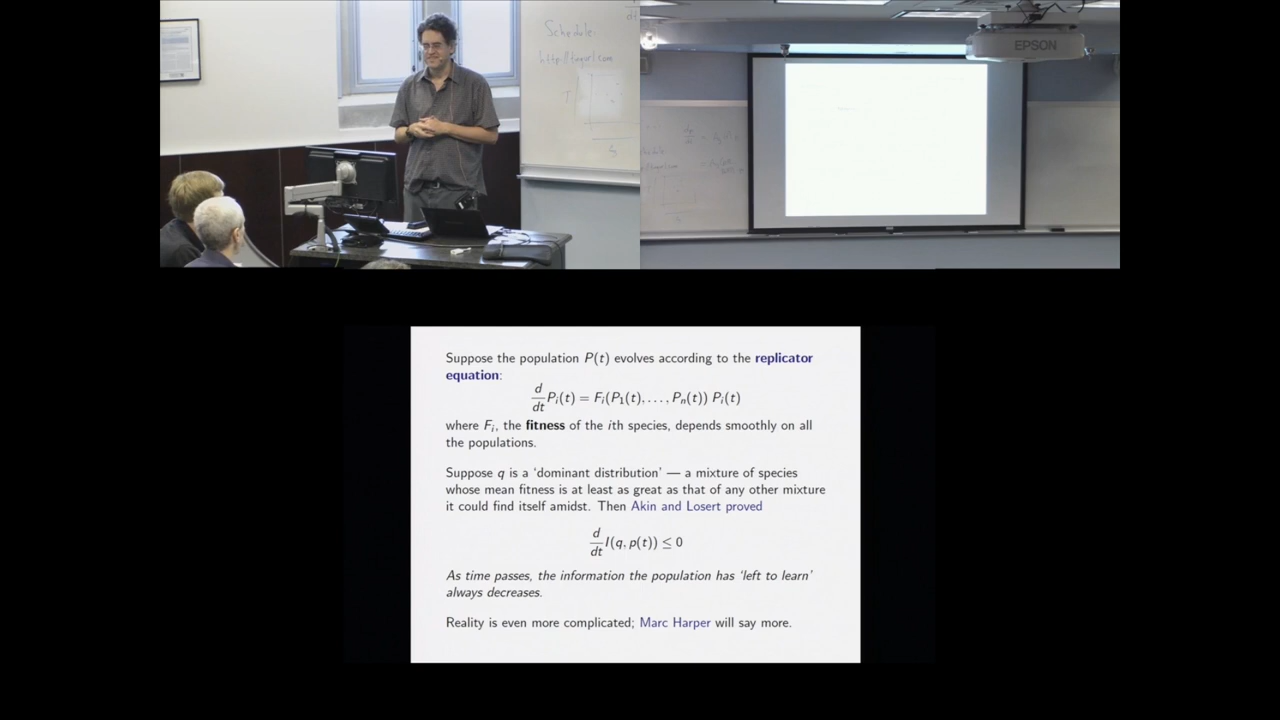 Schedule:
http://tinyurl.com
EPSON
Suppose the population P(t) evolves according to the replicator
equation:
d/dt P_i(t) = F_i(P_1(t), . . . , P_n(t)) P_i(t)
where F_i, the fitness of the ith species, depends smoothly on all
the populations.
Suppose q is a ‘dominant distribution’ — a mixture of species
whose mean fitness is at least as great as that of any other mixture
it could find itself amidst. Then Akin and Losert proved
d/dt I(q, p(t)) ≤ 0
As time passes, the information the population has ‘left to learn’
always decreases.
Reality is even more complicated; Marc Harper will say more.